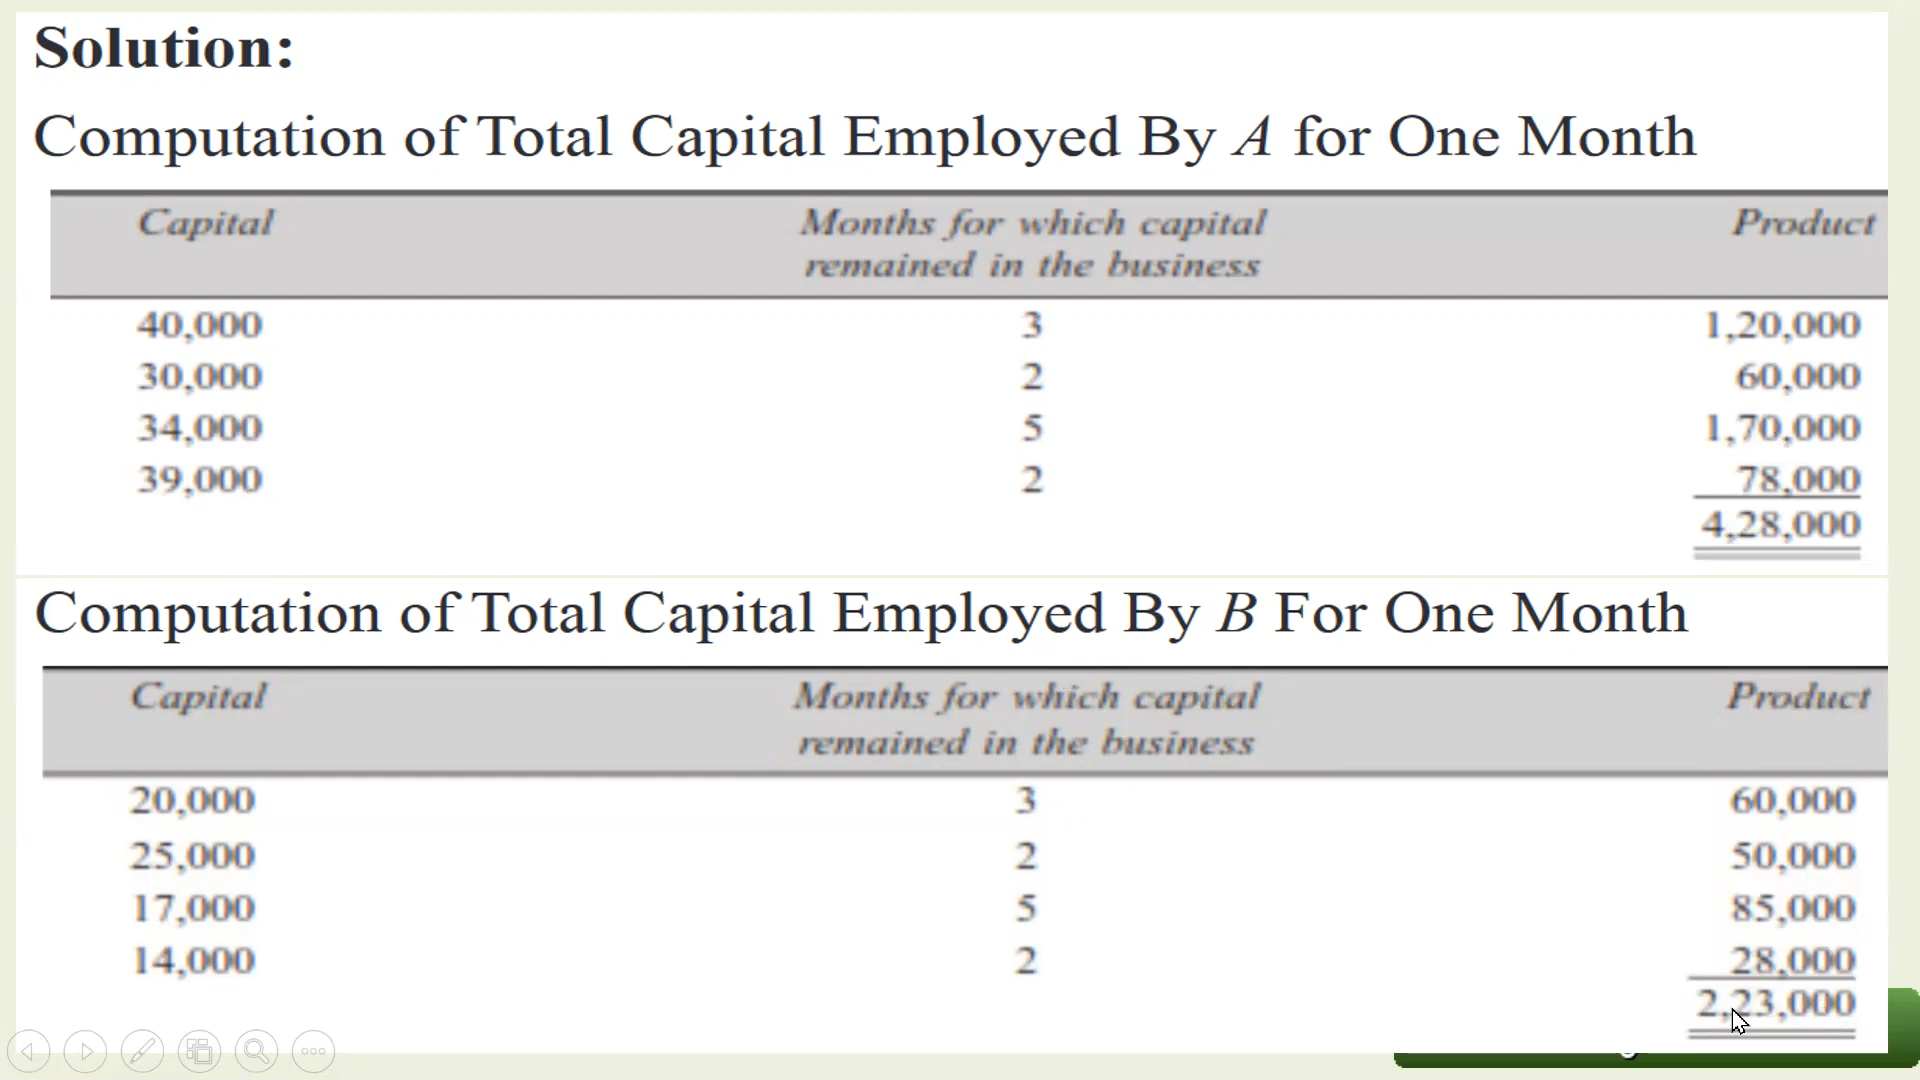 Solution:
Computation of Total Capital Employed By A for One Month
Capital Months for which capital remained in the business Product
40,000 3 1,20,000
30,000 2 60,000
34,000 5 1,70,000
39,000 2 78,000
4,28,000
Computation of Total Capital Employed By B For One Month
Capital Months for which capital remained in the business Product
20,000 3 60,000
25,000 2 50,000
17,000 5 85,000
14,000 2 28,000
2,23,000